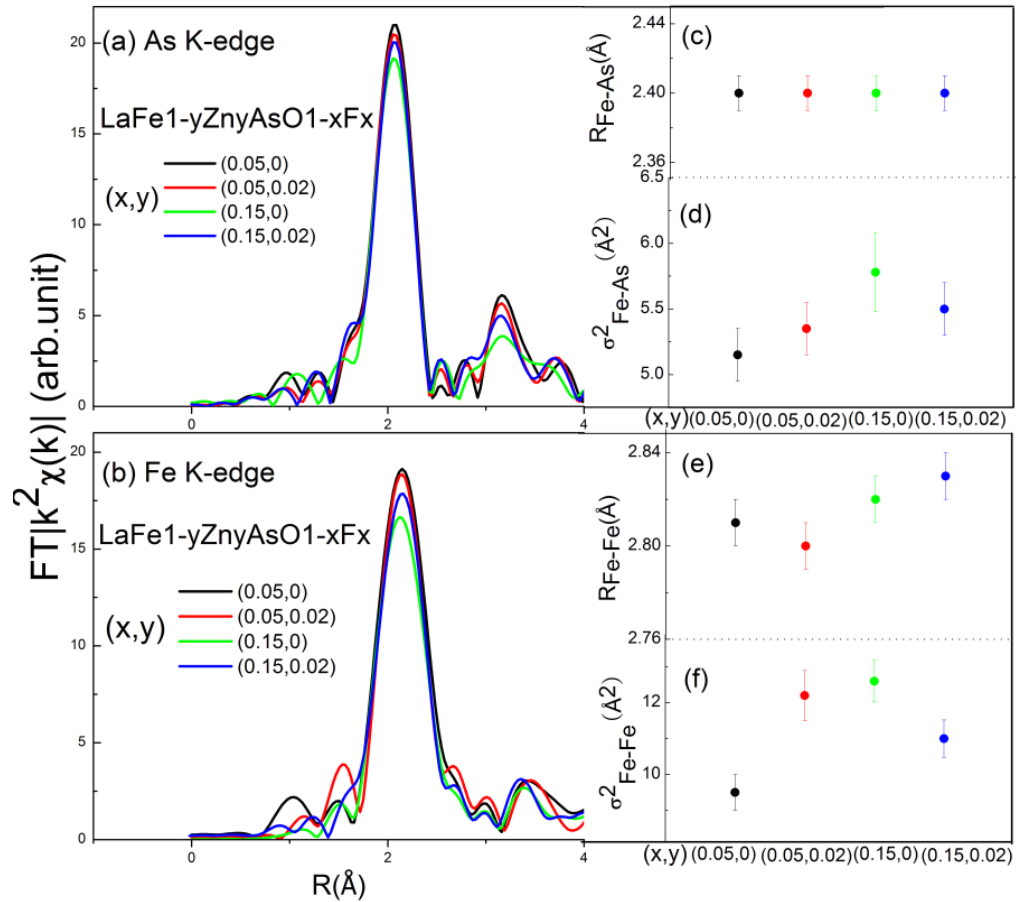 FT|k²χ(k)| (arb.unit)
(a) As K-edge
LaFe1-yZnyAsO1-xFx
(x,y)
(0.05,0)
(0.05,0.02)
(0.15,0)
(0.15,0.02)
20
15
10
5
0
0
2
4
(b) Fe K-edge
LaFe1-yZnyAsO1-xFx
(x,y)
(0.05,0)
(0.05,0.02)
(0.15,0)
(0.15,0.02)
20
15
10
5
0
0
2
4
R(Å)
(c)
RFe-As(Å)
2.44
2.40
2.36
(d)
σ²Fe-As(Å²)
6.5
6.0
5.5
5.0
(x,y) (0.05,0) (0.05,0.02) (0.15,0) (0.15,0.02)
(e)
RFe-Fe(Å)
2.84
2.80
2.76
(f)
σ²Fe-Fe(Å²)
12
10
(x,y) (0.05,0) (0.05,0.02) (0.15,0) (0.15,0.02)